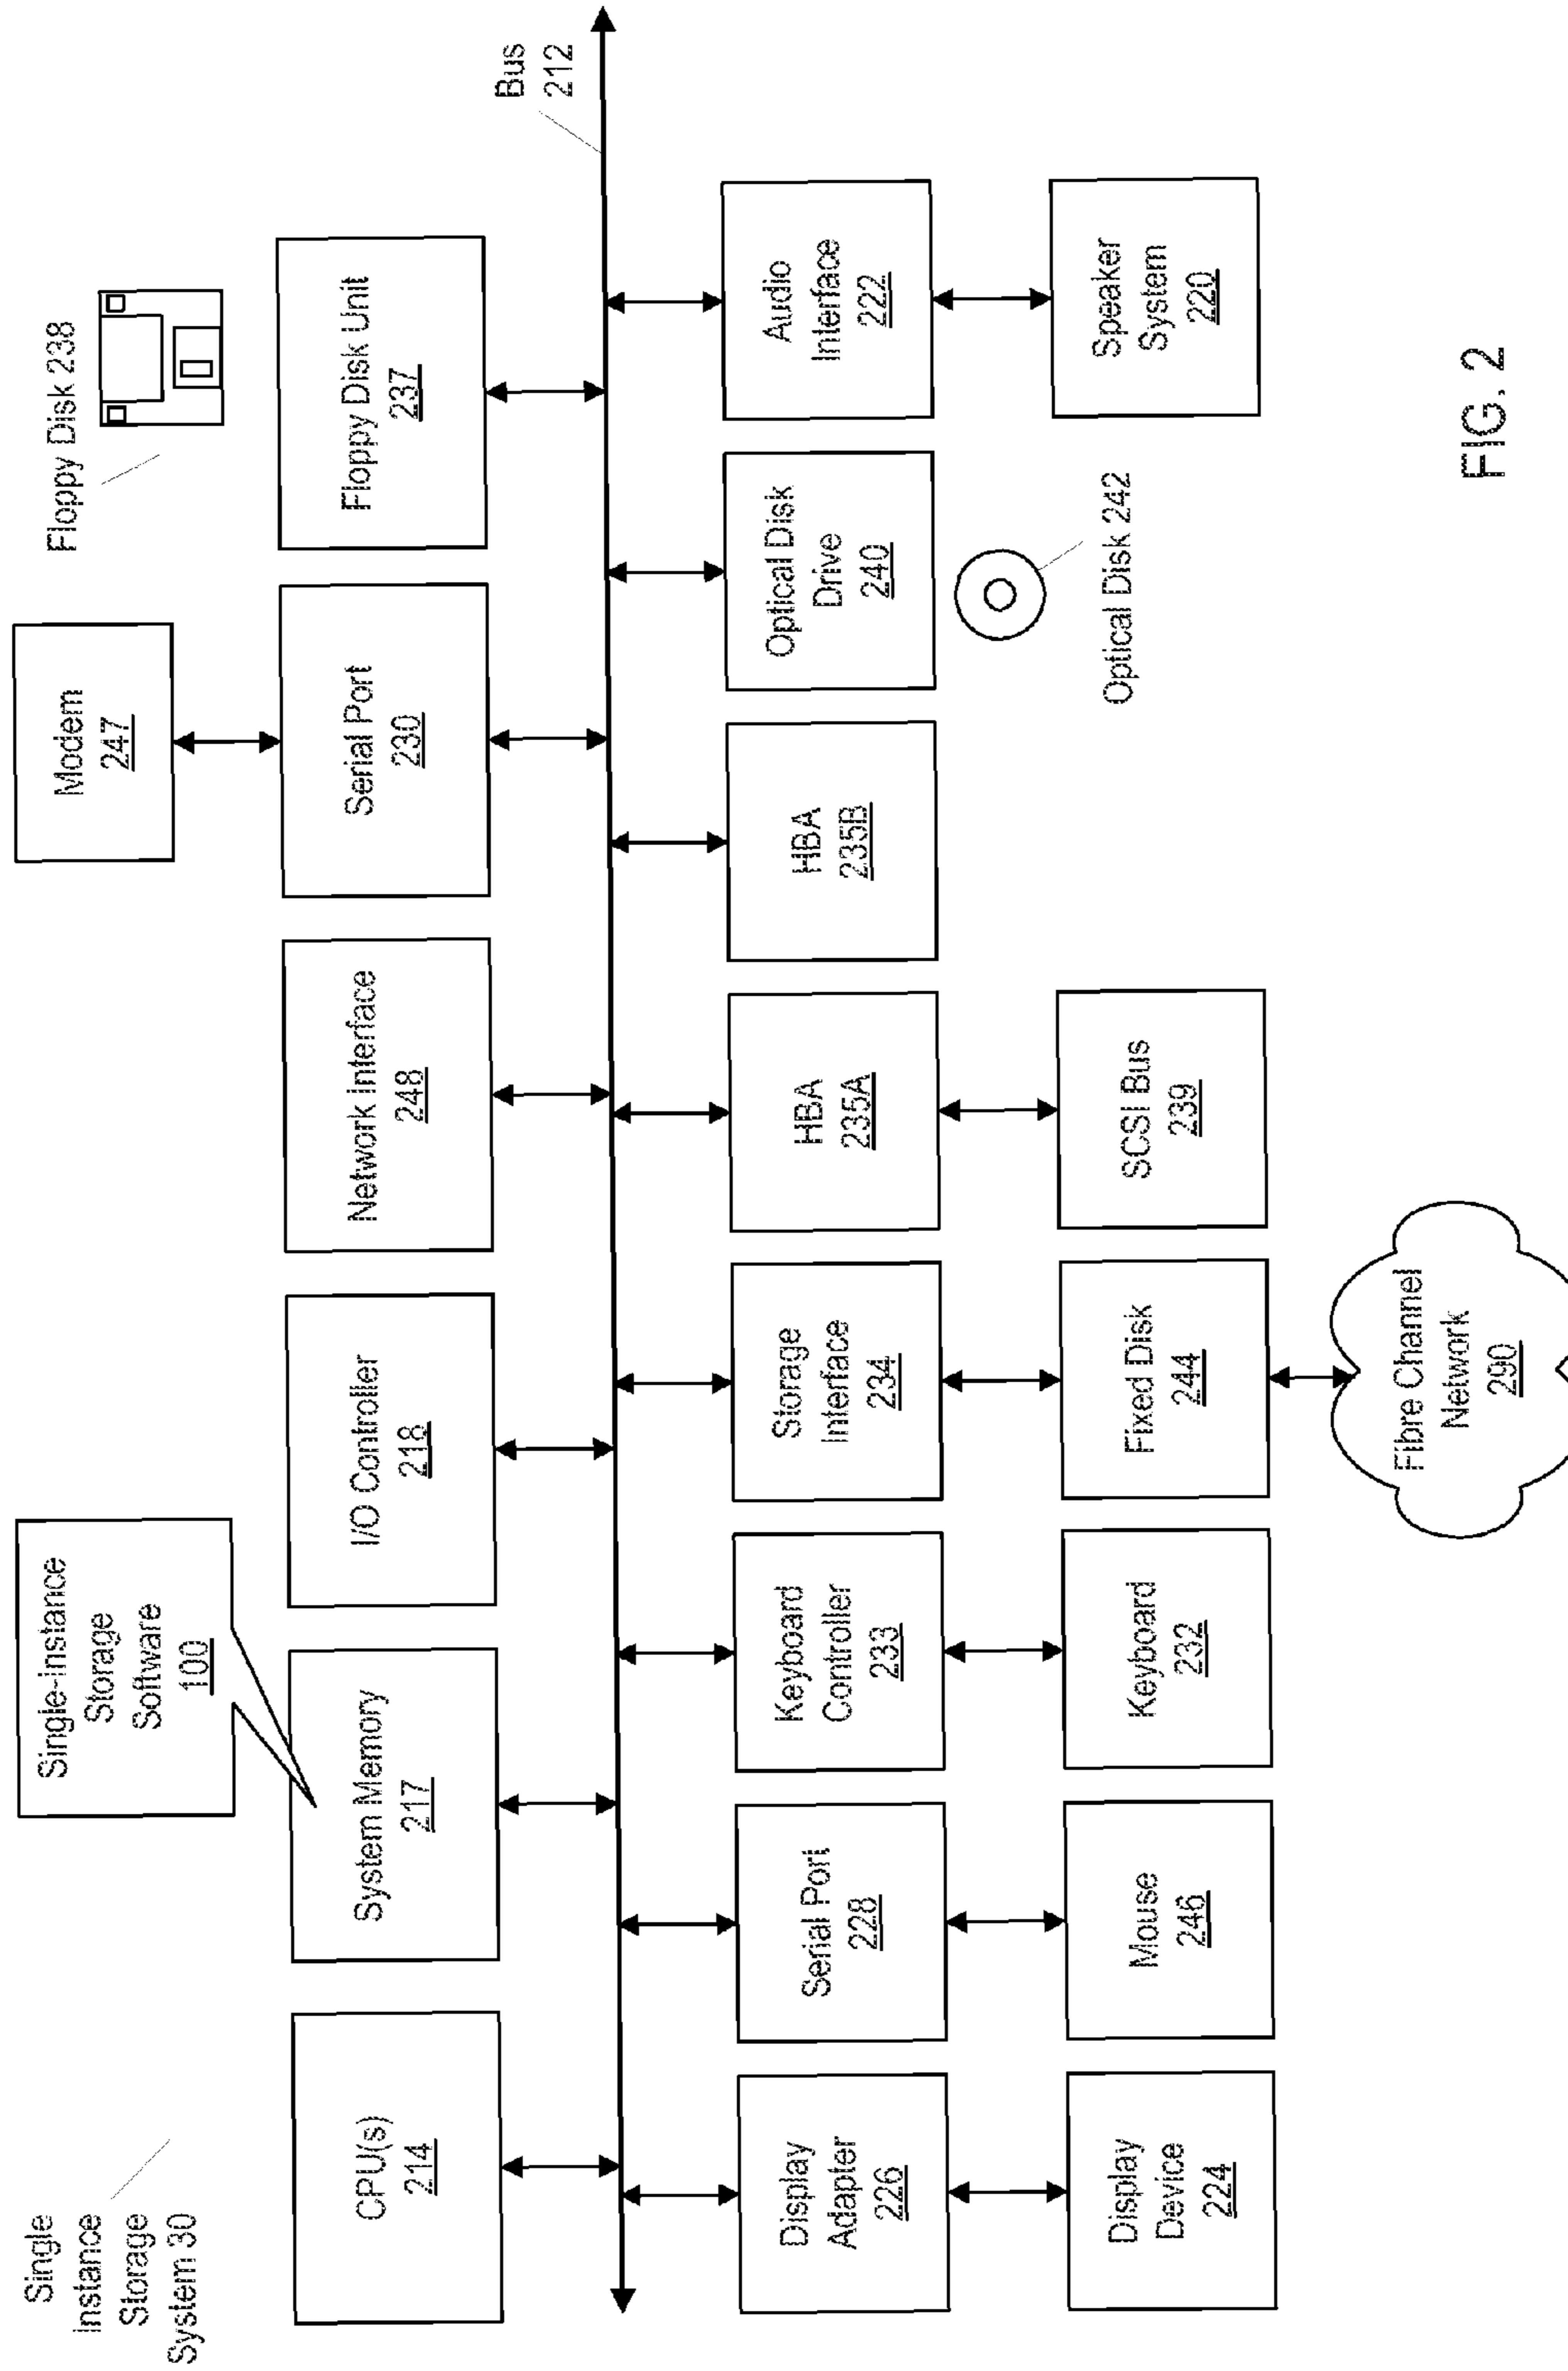 Single
Instance
Storage
System 30
Single-Instance
Storage
Software
100
Modem
247
Floppy Disk 238
CPU(s)
214
System Memory
217
I/O Controller
218
Network Interface
248
Serial Port
230
Floppy Disk Unit
237
Bus
212
Display
Adapter
226
Serial Port
228
Keyboard
Controller
233
Storage
Interface
234
HBA
235A
HBA
235B
Optical Disk
Drive
240
Audio
Interface
222
Display
Device
224
Mouse
246
Keyboard
232
Fixed Disk
244
SCSI Bus
239
Optical Disk 242
Speaker
System
220
Fibre Channel
Network
290
FIG. 2